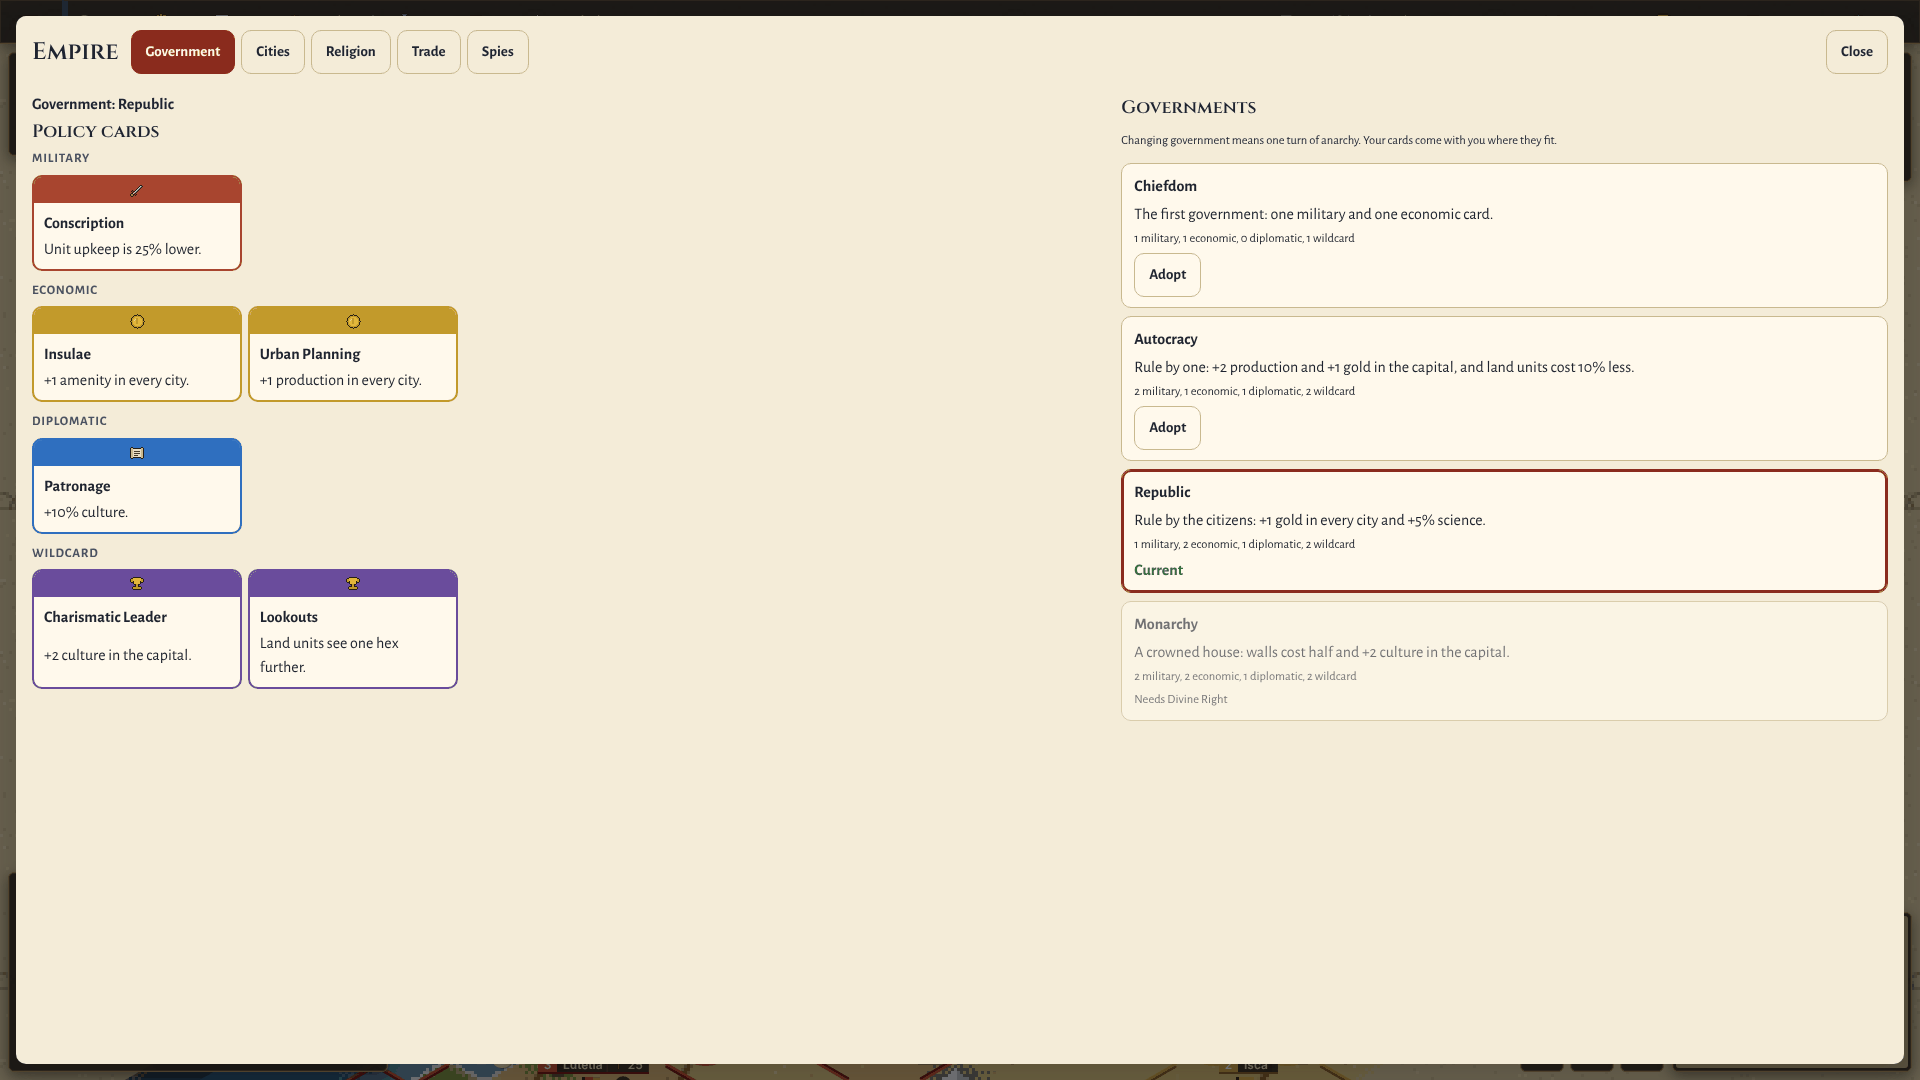 Empire
Government
Cities
Religion
Trade
Spies
Close
Government: Republic
Policy cards
MILITARY
Conscription
Unit upkeep is 25% lower.
ECONOMIC
Insulae
+1 amenity in every city.
Urban Planning
+1 production in every city.
DIPLOMATIC
Patronage
+10% culture.
WILDCARD
Charismatic Leader
+2 culture in the capital.
Lookouts
Land units see one hex
further.
Governments
Changing government means one turn of anarchy. Your cards come with you where they fit.
Chiefdom
The first government: one military and one economic card.
1 military, 1 economic, 0 diplomatic, 1 wildcard
Adopt
Autocracy
Rule by one: +2 production and +1 gold in the capital, and land units cost 10% less.
2 military, 1 economic, 1 diplomatic, 2 wildcard
Adopt
Republic
Rule by the citizens: +1 gold in every city and +5% science.
1 military, 2 economic, 1 diplomatic, 2 wildcard
Current
Monarchy
A crowned house: walls cost half and +2 culture in the capital.
2 military, 2 economic, 1 diplomatic, 2 wildcard
Needs Divine Right
3 Lutetia 25
2 Isca